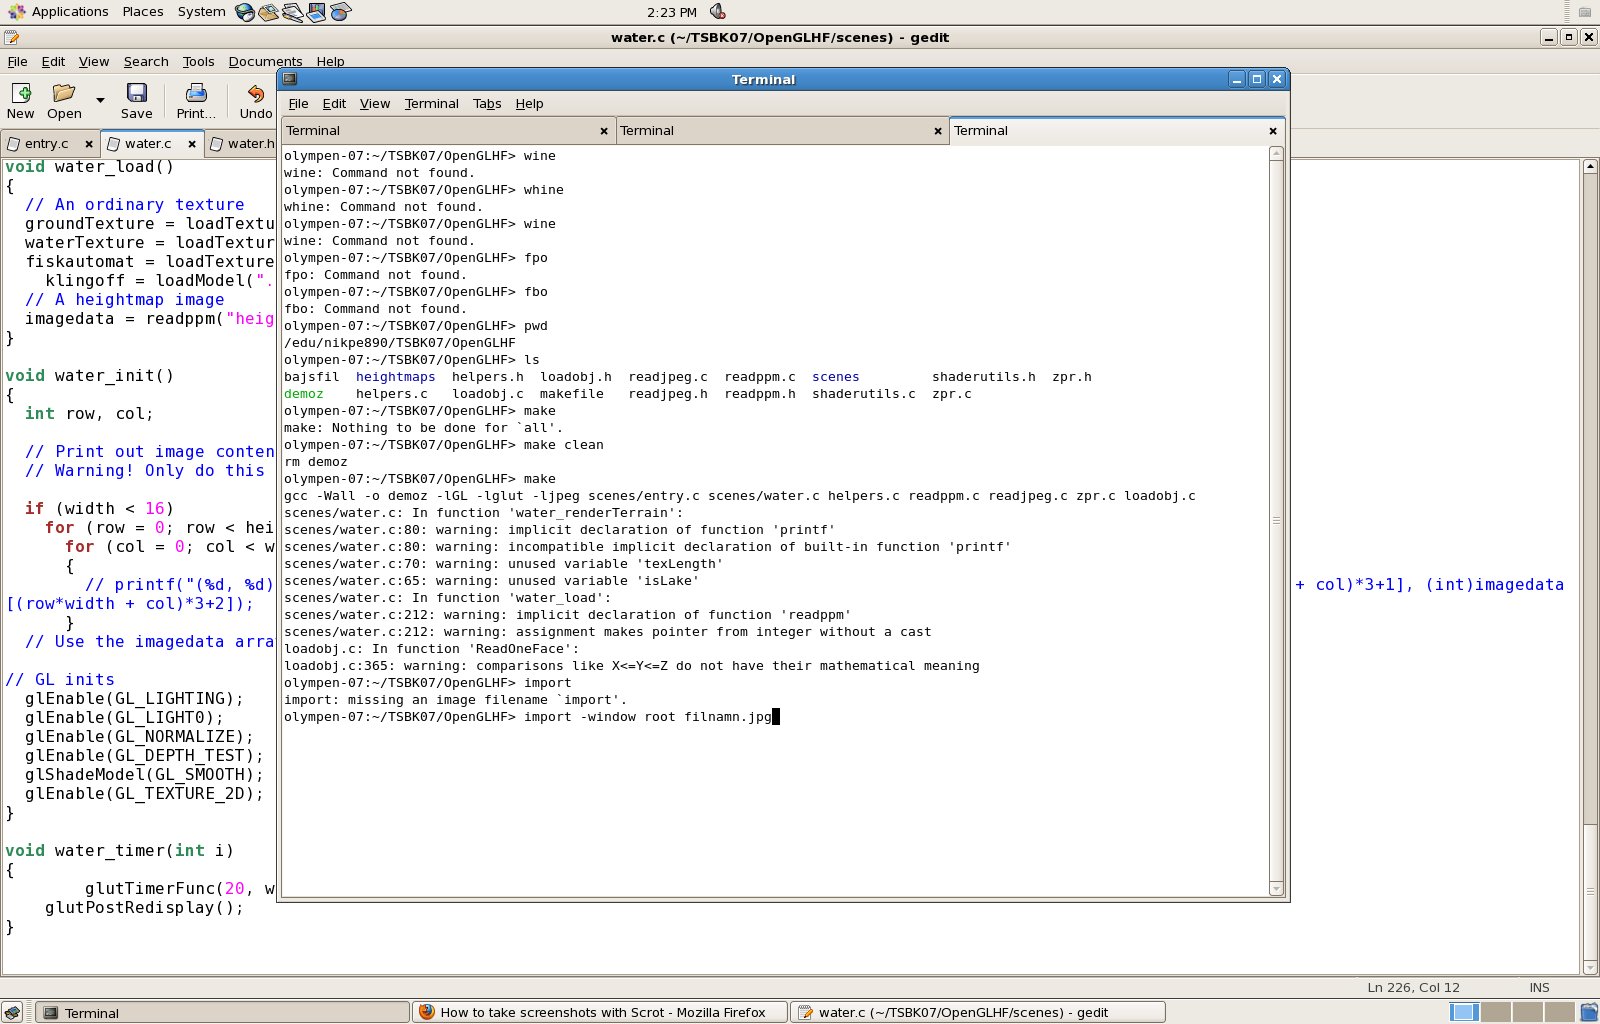 Applications Places System 2:23 PM
water.c (~/TSBK07/OpenGLHF/scenes) - gedit
File Edit View Search Tools Documents Help
New Open Save Print... Undo
entry.c water.c water.h
void water_load()
{
// An ordinary texture
groundTexture = loadTextu
waterTexture = loadTextur
fiskautomat = loadTexture
klingoff = loadModel(".
// A heightmap image
imagedata = readppm("heig
}
void water_init()
{
int row, col;
// Print out image conten
// Warning! Only do this
if (width < 16)
for (row = 0; row < hei
for (col = 0; col < w
{
// printf("(%d, %d) + col)*3+1], (int)imagedata
[(row*width + col)*3+2]);
}
// Use the imagedata arra
// GL inits
glEnable(GL_LIGHTING);
glEnable(GL_LIGHT0);
glEnable(GL_NORMALIZE);
glEnable(GL_DEPTH_TEST);
glShadeModel(GL_SMOOTH);
glEnable(GL_TEXTURE_2D);
}
void water_timer(int i)
{
glutTimerFunc(20, w
glutPostRedisplay();
}
Terminal
File Edit View Terminal Tabs Help
Terminal Terminal Terminal
olympen-07:~/TSBK07/OpenGLHF> wine
wine: Command not found.
olympen-07:~/TSBK07/OpenGLHF> whine
whine: Command not found.
olympen-07:~/TSBK07/OpenGLHF> wine
wine: Command not found.
olympen-07:~/TSBK07/OpenGLHF> fpo
fpo: Command not found.
olympen-07:~/TSBK07/OpenGLHF> fbo
fbo: Command not found.
olympen-07:~/TSBK07/OpenGLHF> pwd
/edu/nikpe890/TSBK07/OpenGLHF
olympen-07:~/TSBK07/OpenGLHF> ls
bajsfil heightmaps helpers.h loadobj.h readjpeg.c readppm.c scenes shaderutils.h zpr.h
demoz helpers.c loadobj.c makefile readjpeg.h readppm.h shaderutils.c zpr.c
olympen-07:~/TSBK07/OpenGLHF> make
make: Nothing to be done for `all'.
olympen-07:~/TSBK07/OpenGLHF> make clean
rm demoz
olympen-07:~/TSBK07/OpenGLHF> make
gcc -Wall -o demoz -lGL -lglut -ljpeg scenes/entry.c scenes/water.c helpers.c readppm.c readjpeg.c zpr.c loadobj.c
scenes/water.c: In function 'water_renderTerrain':
scenes/water.c:80: warning: implicit declaration of function 'printf'
scenes/water.c:80: warning: incompatible implicit declaration of built-in function 'printf'
scenes/water.c:70: warning: unused variable 'texLength'
scenes/water.c:65: warning: unused variable 'isLake'
scenes/water.c: In function 'water_load':
scenes/water.c:212: warning: implicit declaration of function 'readppm'
scenes/water.c:212: warning: assignment makes pointer from integer without a cast
loadobj.c: In function 'ReadOneFace':
loadobj.c:365: warning: comparisons like X<=Y<=Z do not have their mathematical meaning
olympen-07:~/TSBK07/OpenGLHF> import
import: missing an image filename `import'.
olympen-07:~/TSBK07/OpenGLHF> import -window root filnamn.jpg
Ln 226, Col 12 INS
Terminal How to take screenshots with Scrot - Mozilla Firefox water.c (~/TSBK07/OpenGLHF/scenes) - gedit